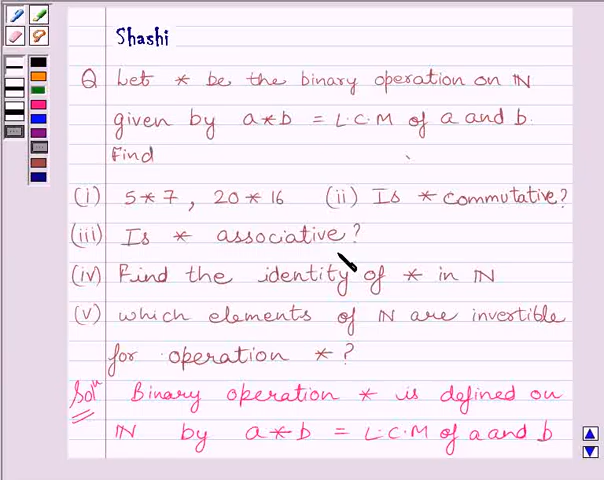 Shashi
Q Let * be the binary operation on ℕ
given by a*b = L.C.M of a and b.
Find
(i) 5*7, 20*16 (ii) Is * commutative?
(iii) Is * associative?
(iv) Find the identity of * in ℕ
(v) which elements of ℕ are invertible
for operation *?
Solⁿ Binary operation * is defined on
ℕ by a*b = L.C.M of a and b